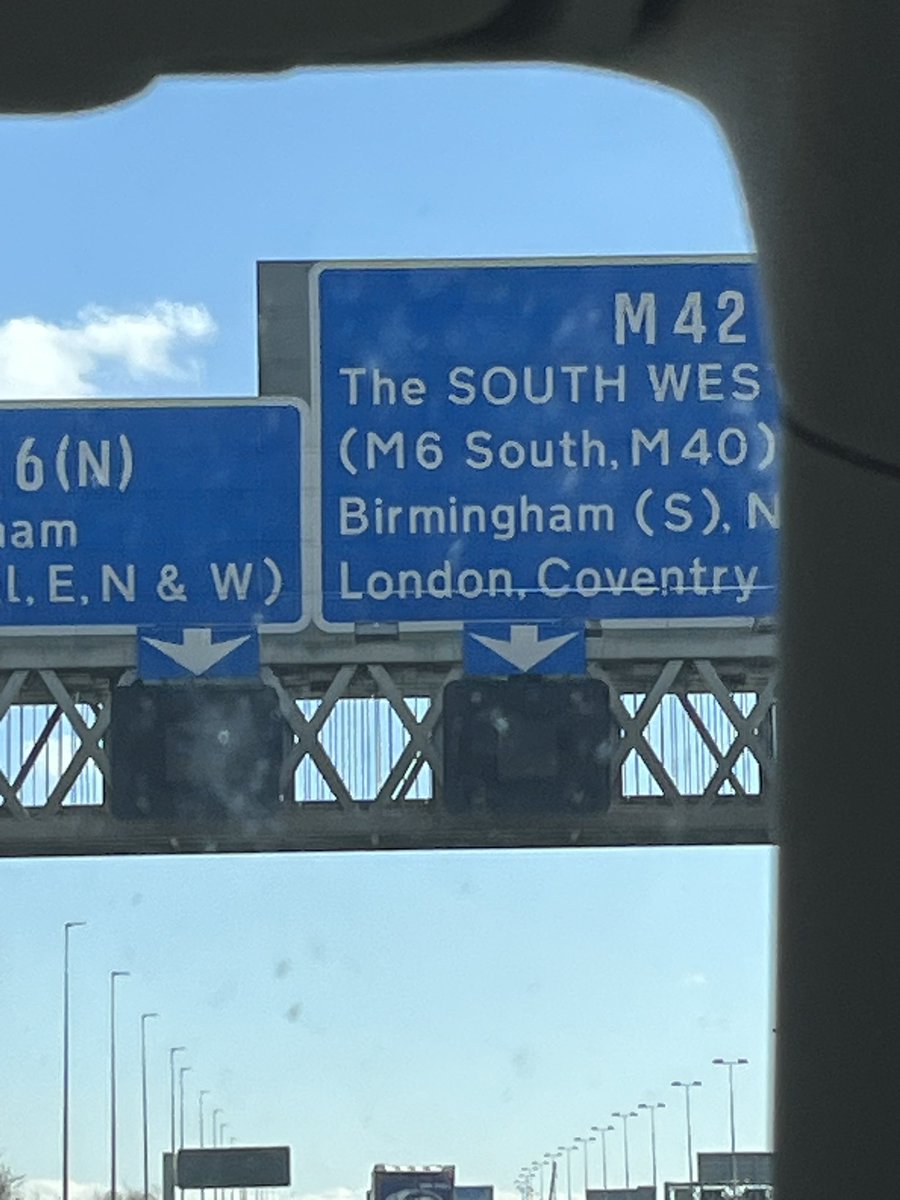 6(N)
ham
l, E, N & W)
M42
The SOUTH WES
(M6 South, M40)
Birmingham (S), N
London, Coventry